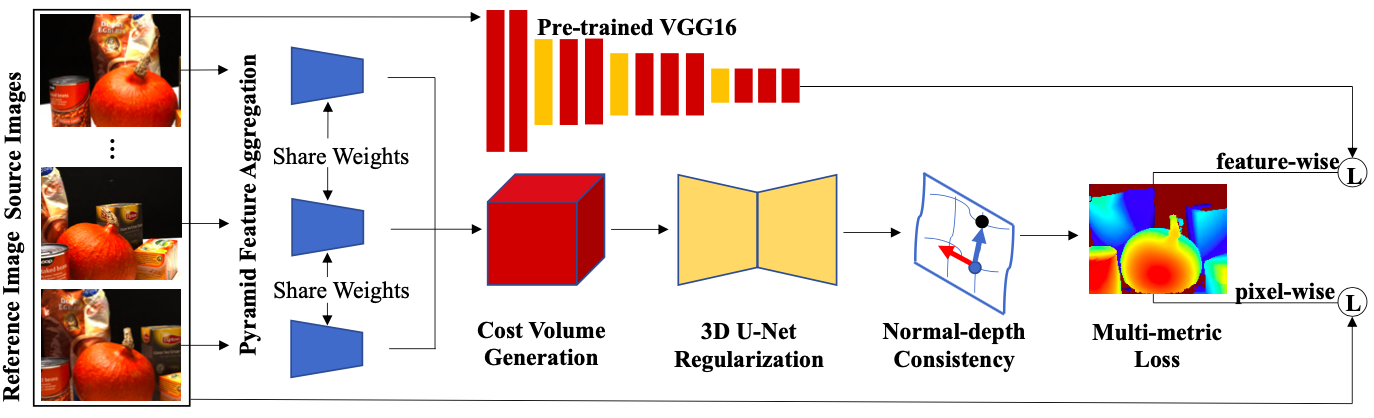 Reference Image Source Images
Pyramid Feature Aggregation
Share Weights
Share Weights
Pre-trained VGG16
Cost Volume
Generation
3D U-Net
Regularization
Normal-depth
Consistency
Multi-metric
Loss
feature-wise
L
pixel-wise
L